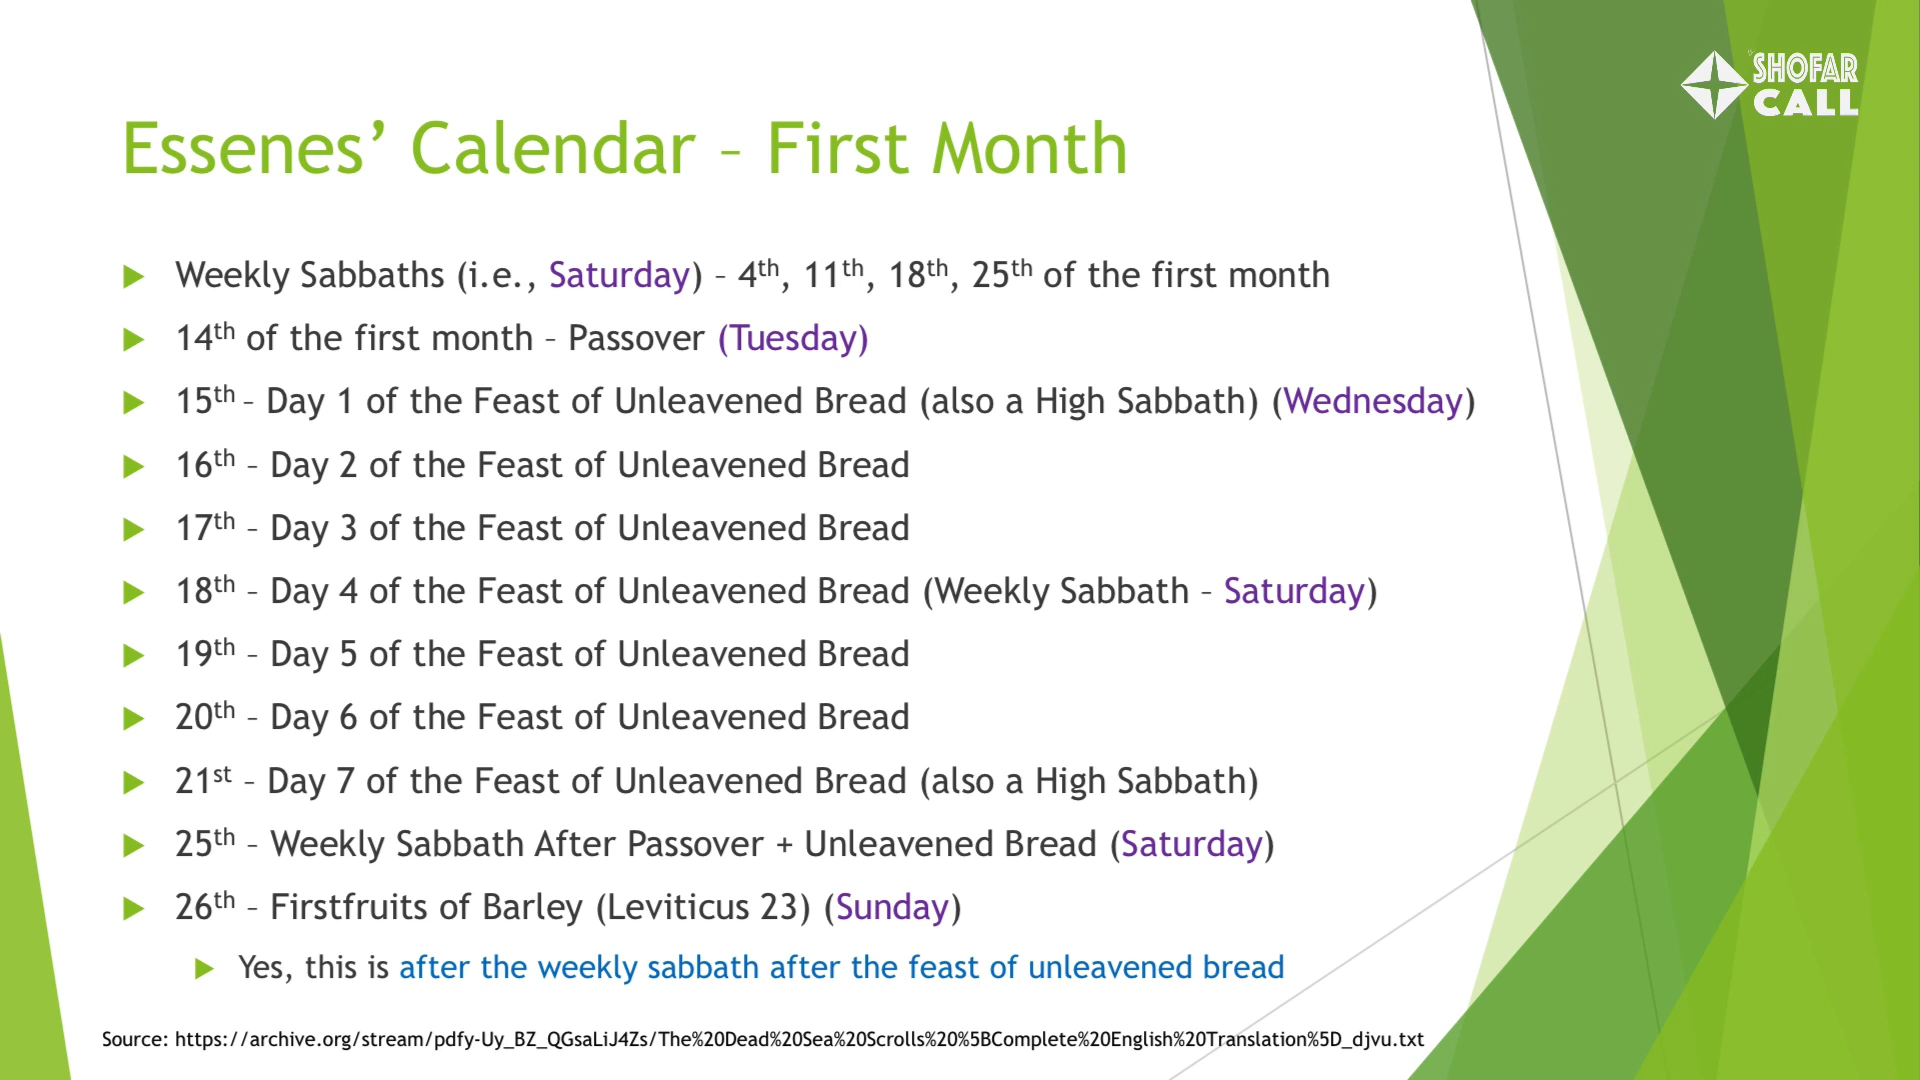 SHOFAR
CALL
Essenes’ Calendar – First Month
Weekly Sabbaths (i.e., Saturday) – 4th, 11th, 18th, 25th of the first month
14th of the first month – Passover (Tuesday)
15th – Day 1 of the Feast of Unleavened Bread (also a High Sabbath) (Wednesday)
16th – Day 2 of the Feast of Unleavened Bread
17th – Day 3 of the Feast of Unleavened Bread
18th – Day 4 of the Feast of Unleavened Bread (Weekly Sabbath – Saturday)
19th – Day 5 of the Feast of Unleavened Bread
20th – Day 6 of the Feast of Unleavened Bread
21st – Day 7 of the Feast of Unleavened Bread (also a High Sabbath)
25th – Weekly Sabbath After Passover + Unleavened Bread (Saturday)
26th – Firstfruits of Barley (Leviticus 23) (Sunday)
Yes, this is after the weekly sabbath after the feast of unleavened bread
Source: https://archive.org/stream/pdfy-Uy_BZ_QGsaLiJ4Zs/The%20Dead%20Sea%20Scrolls%20%5BComplete%20English%20Translation%5D_djvu.txt